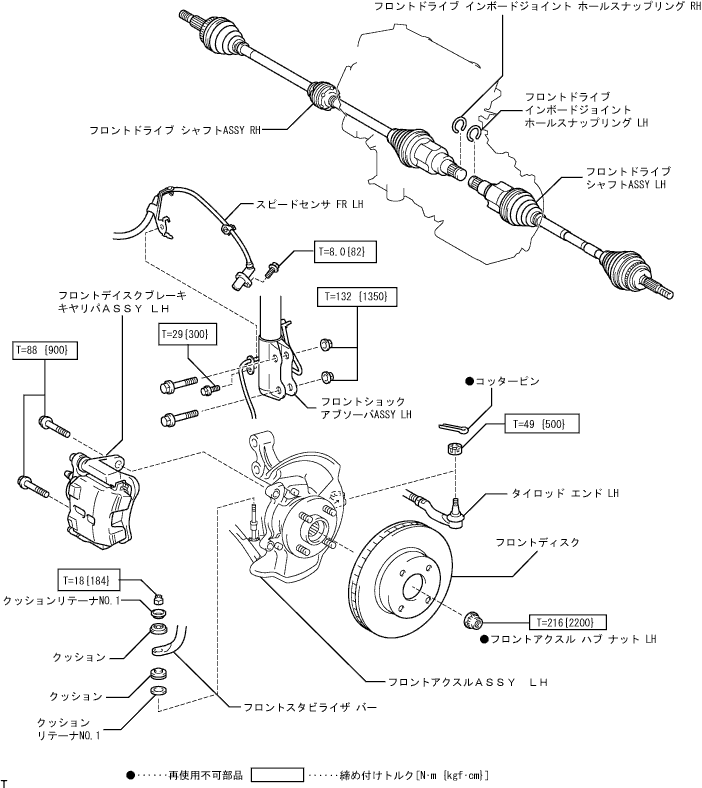 フロントドライブ インボードジョイント ホールスナップリング RH
フロントドライブ
インボードジョイント
ホールスナップリング LH
フロントドライブ シャフトASSY RH
フロントドライブ
シャフトASSY LH
スピードセンサ FR LH
T=8.0{82}
フロントデイスクブレーキ
キヤリパＡＳＳＹ ＬＨ
T=132 {1350}
T=29{300}
T=88 {900}
フロントショック
アブソーバASSY LH
●コッターピン
T=49 {500}
タイロッド エンド LH
フロントディスク
T=18{184}
クッションリテーナNO.1
T=216{2200}
●フロントアクスル ハブ ナット LH
クッション
フロントアクスルＡＳＳＹ ＬＨ
クッション
フロントスタビライザ バー
クッション
リテーナNO.1
●‥‥‥再使用不可部品 ‥‥‥締め付けトルク[N·m {kgf·cm}]
T